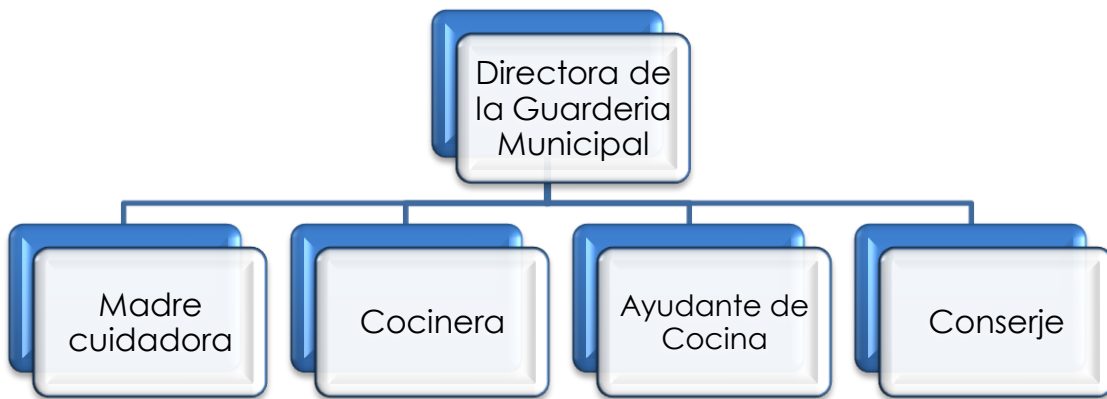 Directora de
la Guarderia
Municipal
Madre
cuidadora
Cocinera
Ayudante de
Cocina
Conserje